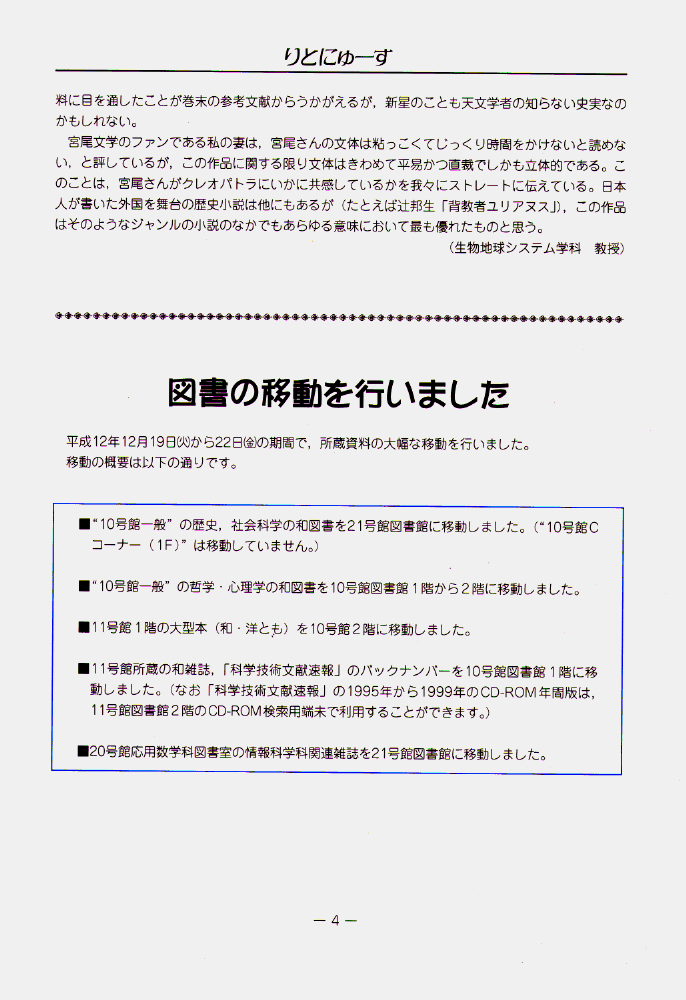 りとにゅーす
料に目を通したことが巻末の参考文献からうかがえるが，新星のことも天文学者の知らない史実なの
かもしれない。
宮尾文学のファンである私の妻は，宮尾さんの文体は粘っこくてじっくり時間をかけないと読めな
い，と評しているが，この作品に関する限り文体はきわめて平易かつ直裁でしかも立体的である。こ
のことは，宮尾さんがクレオパトラにいかに共感しているかを我々にストレートに伝えている。日本
人が書いた外国を舞台の歴史小説は他にもあるが（たとえば辻邦生「背教者ユリアヌス」），この作品
はそのようなジャンルの小説のなかでもあらゆる意味において最も優れたものと思う。
（生物地球システム学科　教授）
図書の移動を行いました
平成12年12月19日㈫から22日㈮の期間で，所蔵資料の大幅な移動を行いました。
移動の概要は以下の通りです。
■“10号館一般”の歴史，社会科学の和図書を21号館図書館に移動しました。（“10号館C
コーナー（1F）”は移動していません。）
■“10号館一般”の哲学・心理学の和図書を10号館図書館1階から2階に移動しました。
■11号館1階の大型本（和・洋とも）を10号館2階に移動しました。
■11号館所蔵の和雑誌，「科学技術文献速報」のバックナンバーを10号館図書館1階に移
動しました。（なお「科学技術文献速報」の1995年から1999年のCD-ROM年間版は，
11号館図書館2階のCD-ROM検索用端末で利用することができます。）
■20号館応用数学科図書室の情報科学科関連雑誌を21号館図書館に移動しました。
― 4 ―